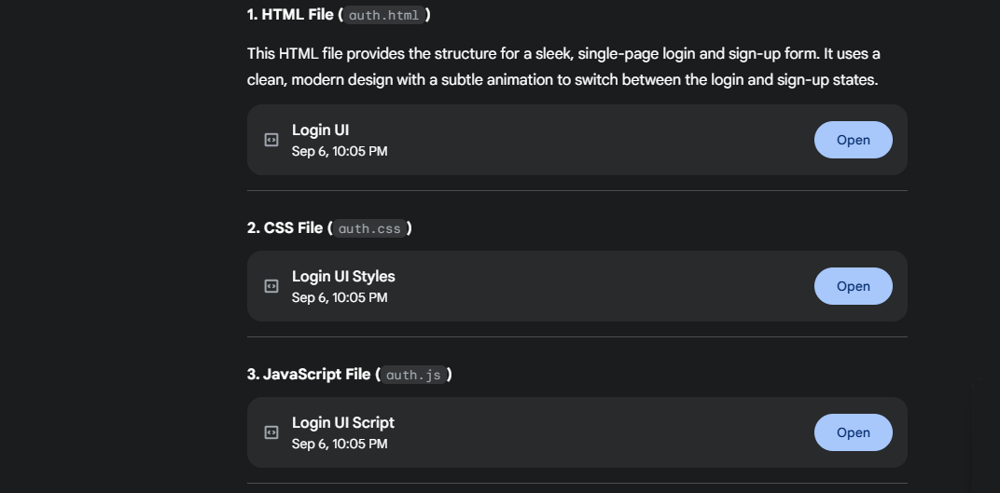 1. HTML File (auth.html)
This HTML file provides the structure for a sleek, single-page login and sign-up form. It uses a
clean, modern design with a subtle animation to switch between the login and sign-up states.
Login UI
Sep 6, 10:05 PM
Open
2. CSS File (auth.css)
Login UI Styles
Sep 6, 10:05 PM
Open
3. JavaScript File (auth.js)
Login UI Script
Sep 6, 10:05 PM
Open